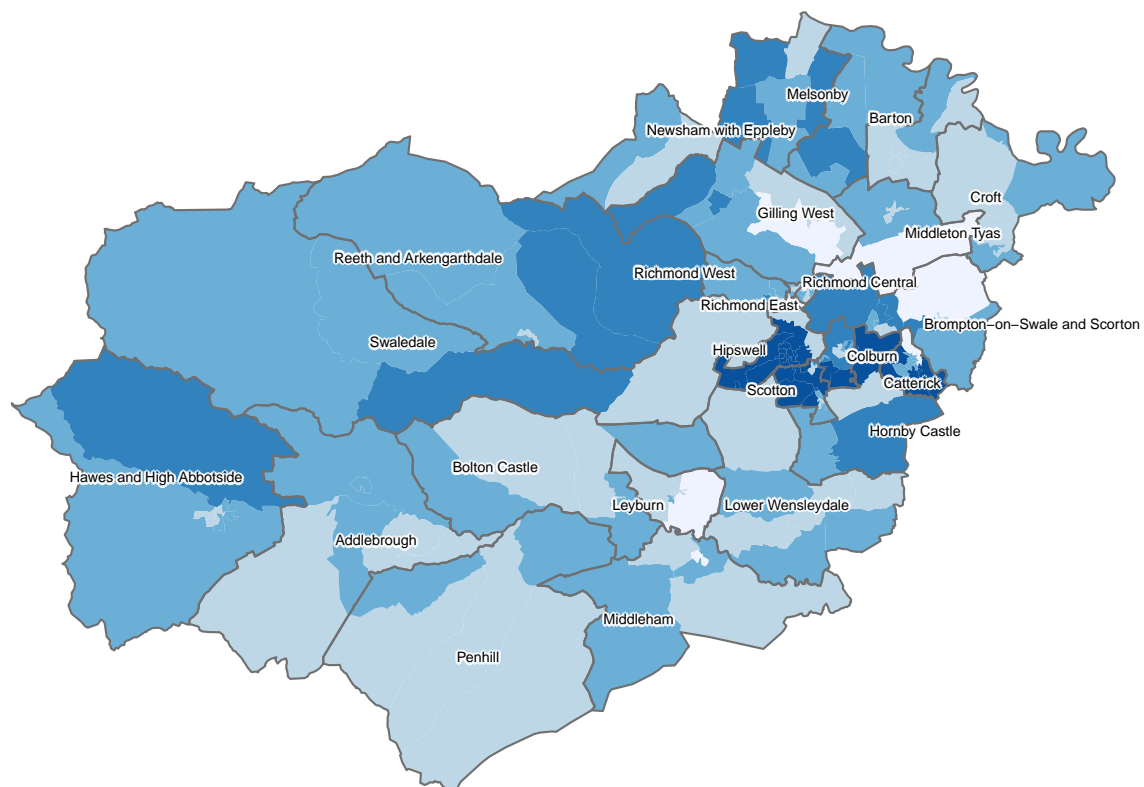 Melsonby
Barton
Newsham with Eppleby
Croft
Gilling West
Middleton Tyas
Reeth and Arkengarthdale
Richmond West
Richmond Central
Richmond East
Brompton−on−Swale and Scorton
Swaledale
Hipswell
Colburn
Scotton
Catterick
Hornby Castle
Bolton Castle
Hawes and High Abbotside
Leyburn
Lower Wensleydale
Addlebrough
Middleham
Penhill